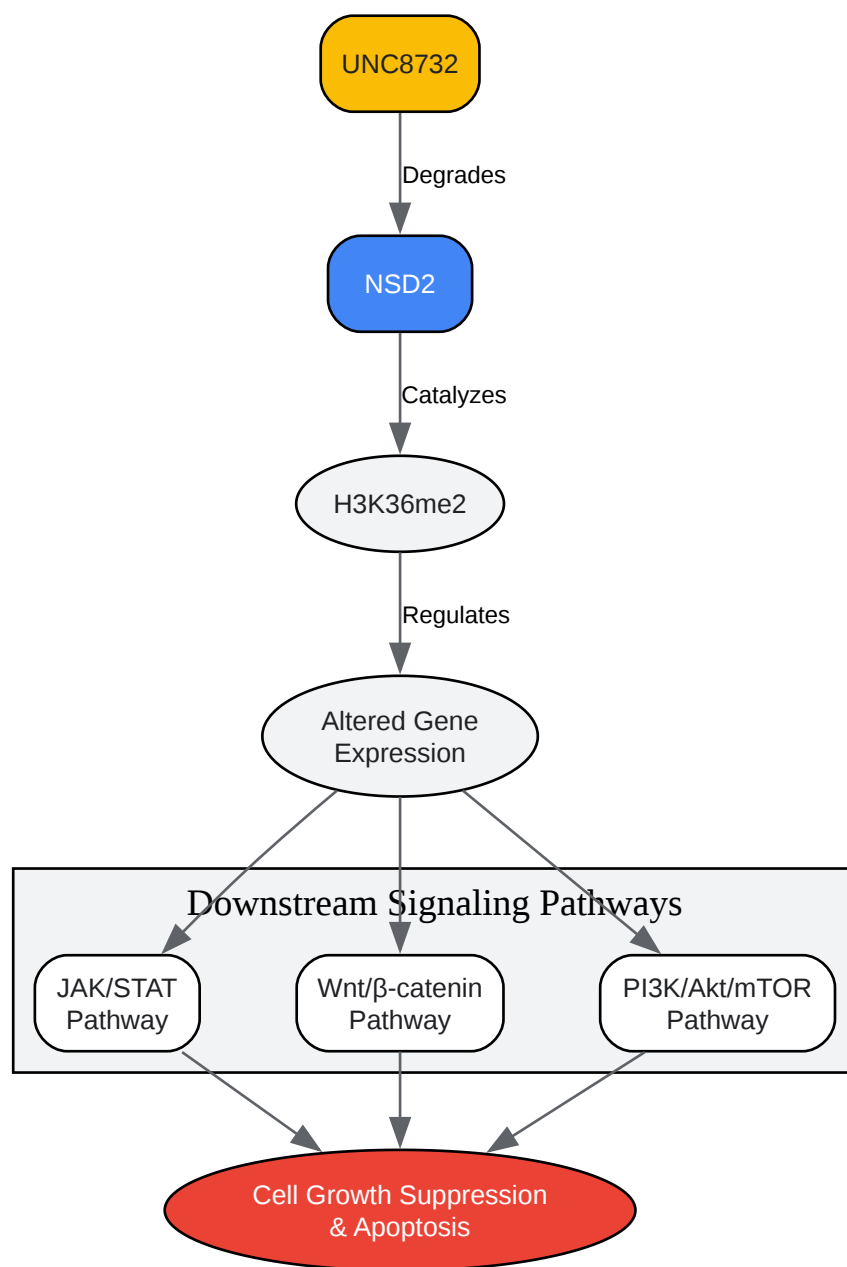 UNC8732
Degrades
NSD2
Catalyzes
H3K36me2
Regulates
Altered Gene
Expression
Downstream Signaling Pathways
JAK/STAT
Pathway
Wnt/β-catenin
Pathway
PI3K/Akt/mTOR
Pathway
Cell Growth Suppression
& Apoptosis